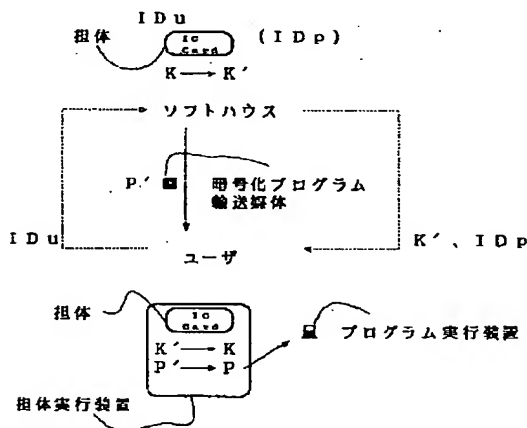 IDu
担体
IC Card
(IDp)
K → K′
ソフトハウス
P′
暗号化プログラム
輸送媒体
IDu
K′、IDp
ユーザ
担体
IC Card
K′ → K
P′ → P
プログラム実行装置
担体実行装置